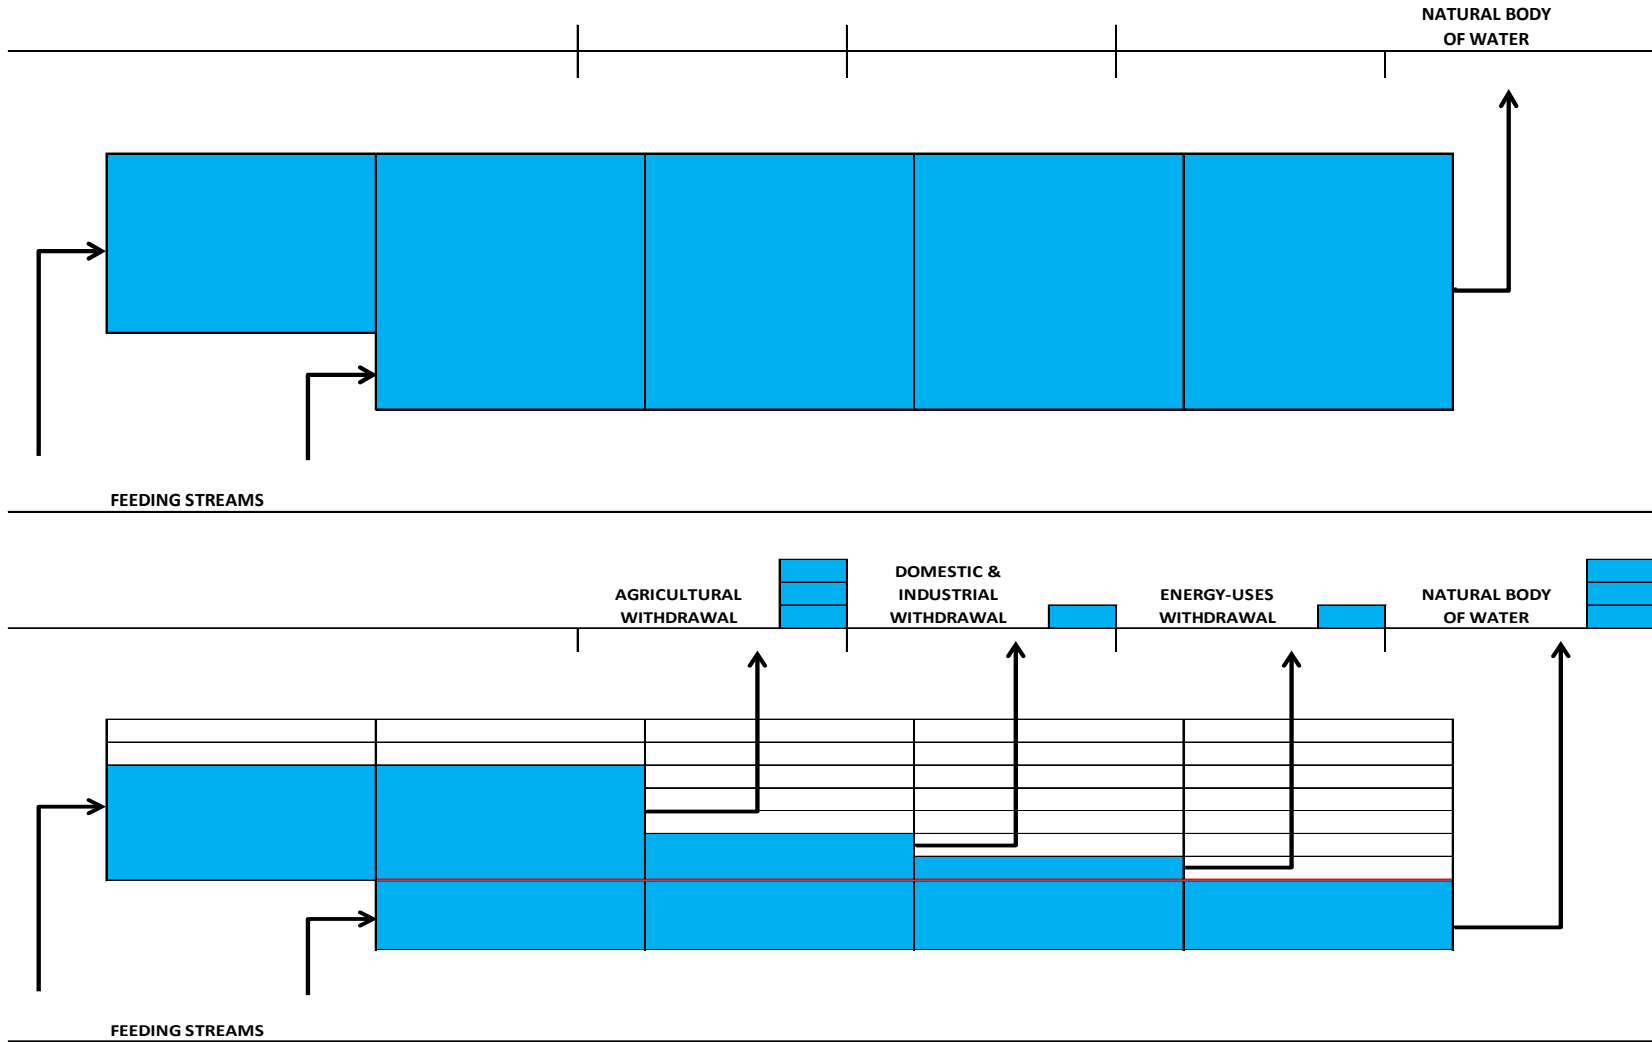 NATURAL BODY
OF WATER
FEEDING STREAMS
AGRICULTURAL
WITHDRAWAL
DOMESTIC &
INDUSTRIAL
WITHDRAWAL
ENERGY-USES
WITHDRAWAL
NATURAL BODY
OF WATER
FEEDING STREAMS